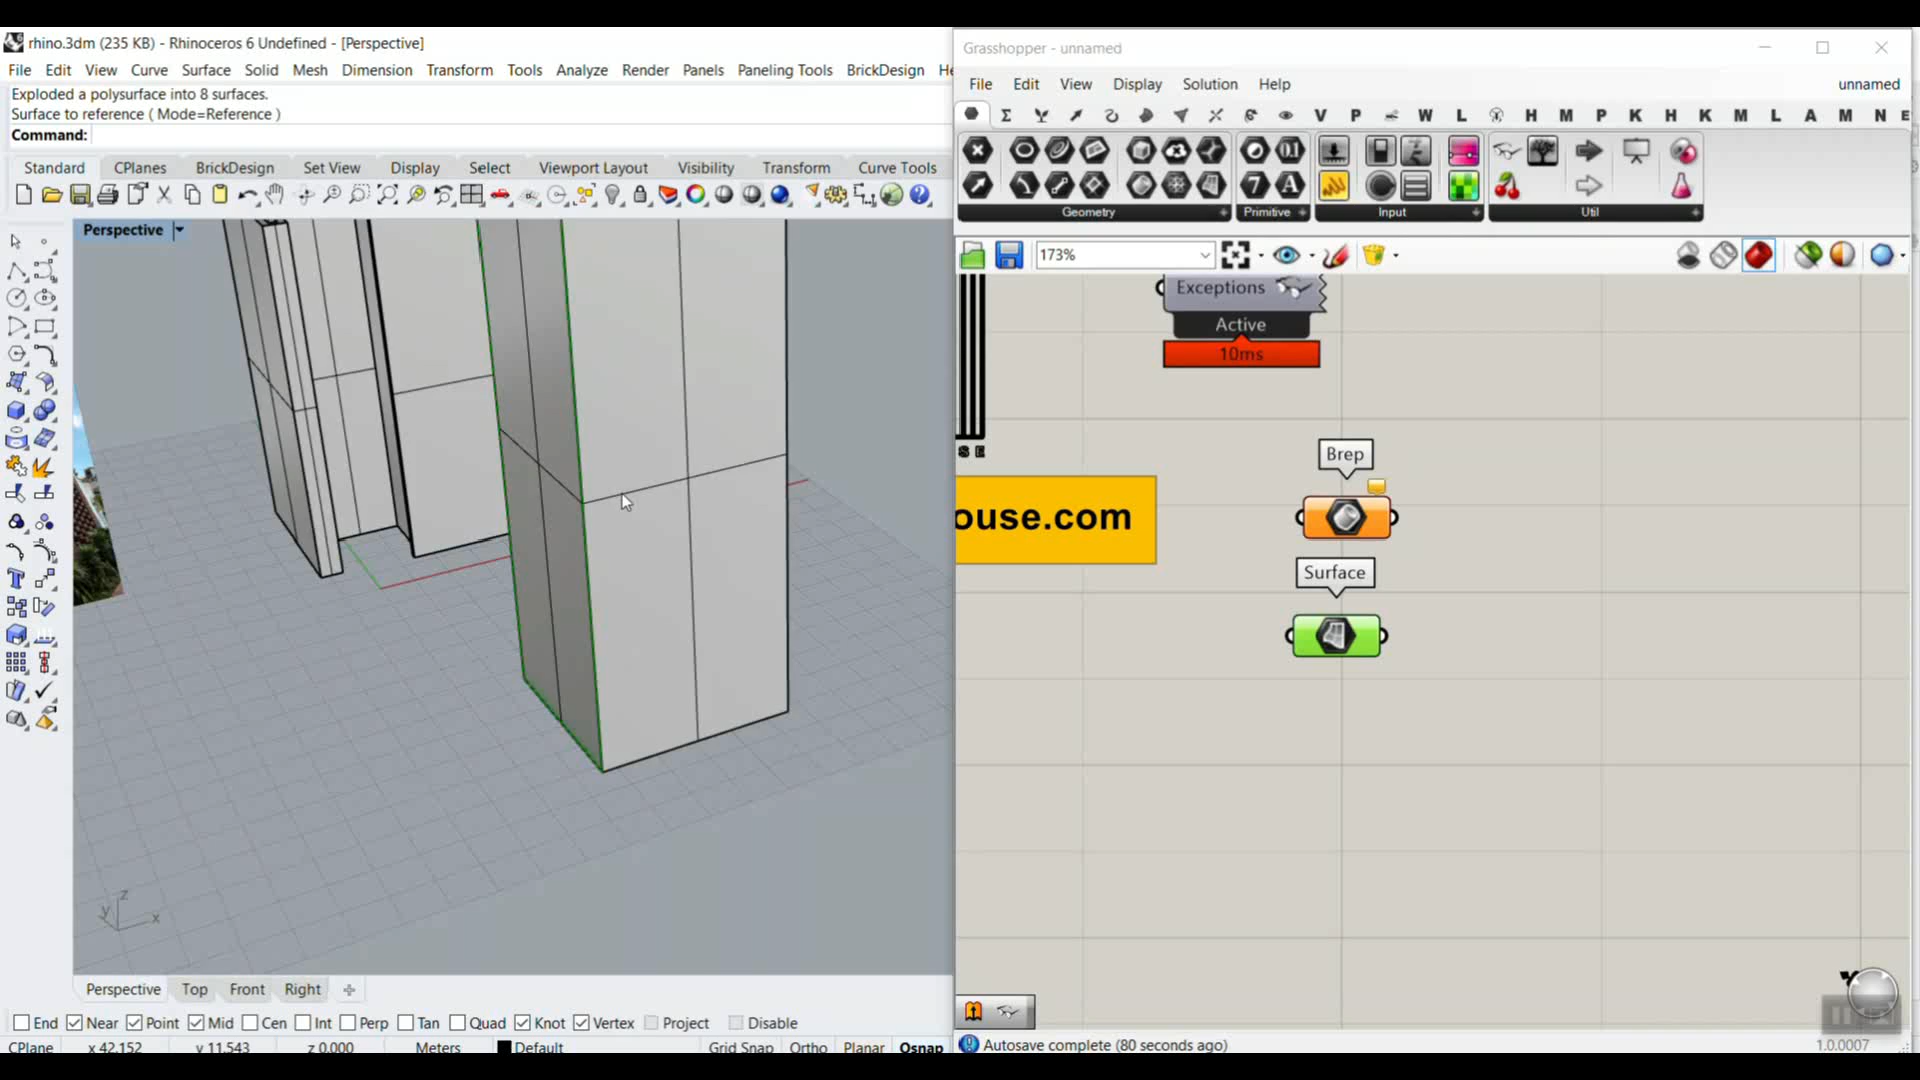 rhino.3dm (235 KB) - Rhinoceros 6 Undefined - [Perspective]
File Edit View Curve Surface Solid Mesh Dimension Transform Tools Analyze Render Panels Paneling Tools BrickDesign He
Exploded a polysurface into 8 surfaces.
Surface to reference ( Mode=Reference )
Command:
Standard CPlanes BrickDesign Set View Display Select Viewport Layout Visibility Transform Curve Tools
Perspective
z
y
x
Perspective Top Front Right
End Near Point Mid Cen Int Perp Tan Quad Knot Vertex Project Disable
CPlane x 42.152 y 11.543 z 0.000 Meters Default Grid Snap Ortho Planar Osnap
Grasshopper - unnamed
File Edit View Display Solution Help
unnamed
V P W L H M P K H K M L A M N E
Geometry Primitive Input Util
173%
Exceptions
Active
10ms
S E
ouse.com
Brep
Surface
Autosave complete (80 seconds ago)
1.0.0007